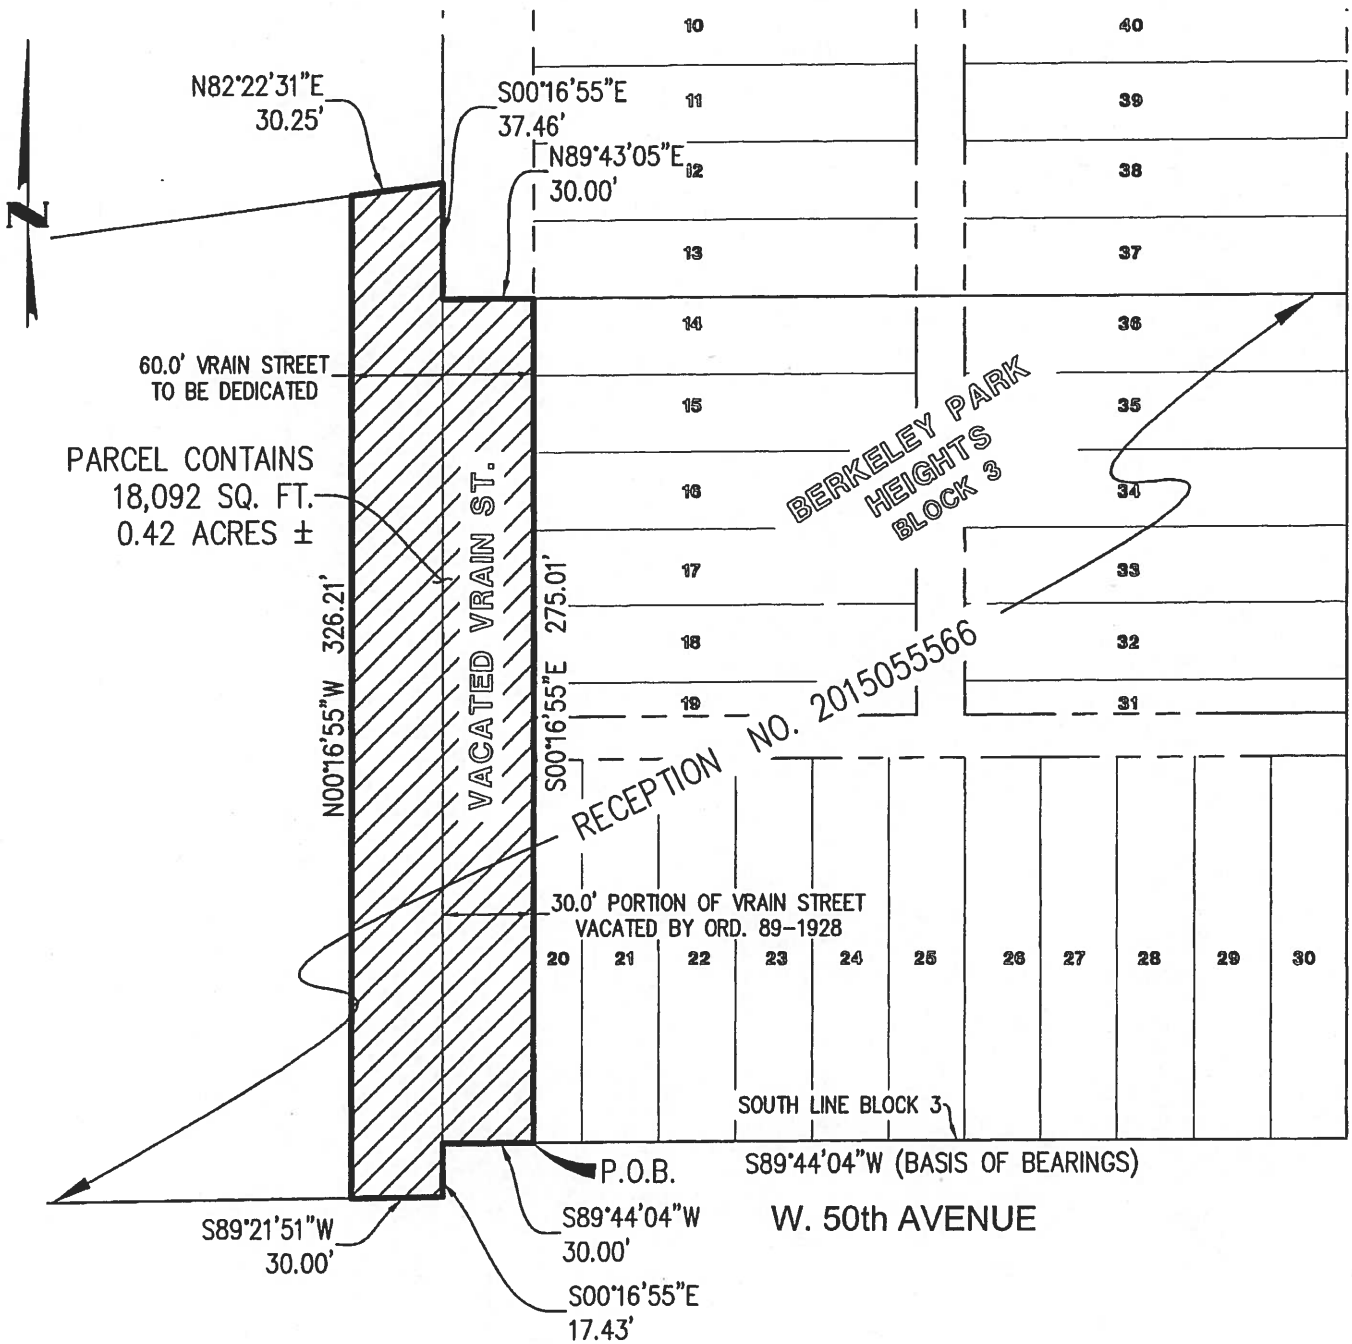 10
40
N82°22'31"E
30.25'
S00°16'55"E
37.46'
11
39
N89°43'05"E
30.00'
12
38
N
13
37
14
36
60.0' VRAIN STREET
TO BE DEDICATED
15
35
BERKELEY PARK
HEIGHTS
BLOCK 3
PARCEL CONTAINS
18,092 SQ. FT.
0.42 ACRES ±
16
34
VACATED VRAIN ST.
17
33
N00°16'55"W 326.21'
S00°16'55"E 275.01'
18
32
19
31
RECEPTION NO. 2015055566
30.0' PORTION OF VRAIN STREET
VACATED BY ORD. 89-1928
20 21 22 23 24 25 26 27 28 29 30
SOUTH LINE BLOCK 3
P.O.B.
S89°44'04"W (BASIS OF BEARINGS)
W. 50th AVENUE
S89°21'51"W
30.00'
S89°44'04"W
30.00'
S00°16'55"E
17.43'